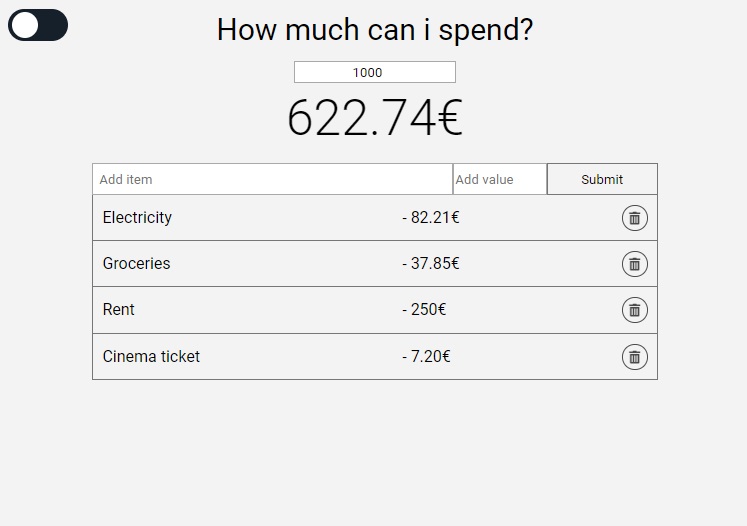 How much can i spend?
1000
622.74€
Add item Add value Submit
Electricity - 82.21€
Groceries - 37.85€
Rent - 250€
Cinema ticket - 7.20€